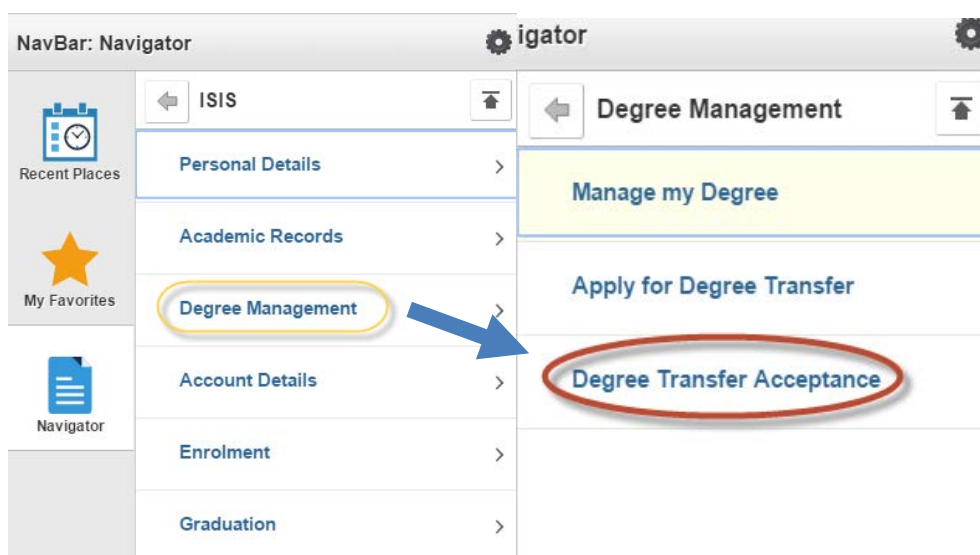 NavBar: Navigator
ISIS
Recent Places
My Favorites
Navigator
Personal Details
Academic Records
Degree Management
Account Details
Enrolment
Graduation
igator
Degree Management
Manage my Degree
Apply for Degree Transfer
Degree Transfer Acceptance